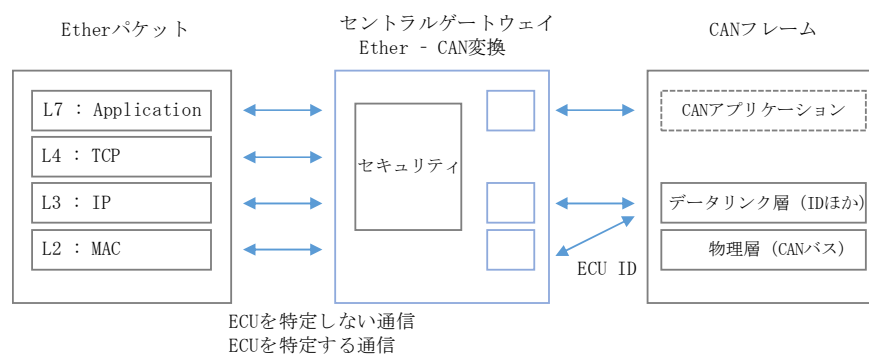 Etherパケット
セントラルゲートウェイ
Ether - CAN変換
CANフレーム
L7 : Application
L4 : TCP
L3 : IP
L2 : MAC
セキュリティ
CANアプリケーション
データリンク層 (IDほか)
物理層 (CANバス)
ECU ID
ECUを特定しない通信
ECUを特定する通信